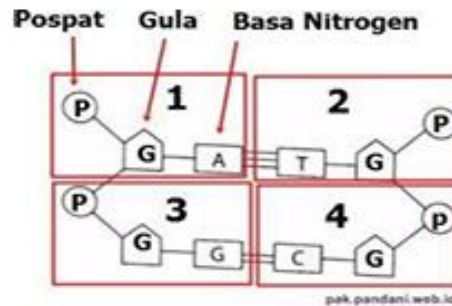 Pospat Gula Basa Nitrogen
1 2
P P
G A T G
P 3 4 p
G G C G
pak.pandani.web.id